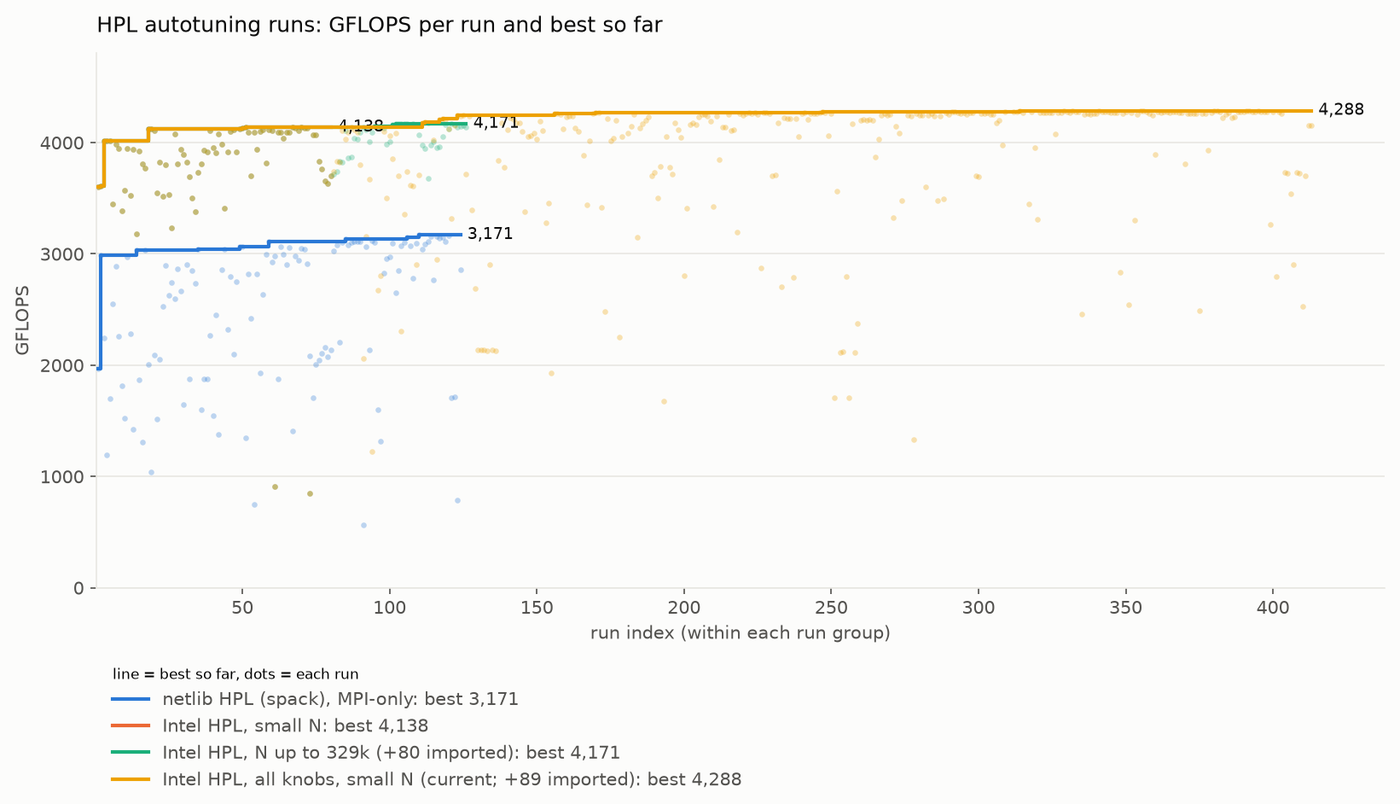 HPL autotuning runs: GFLOPS per run and best so far
GFLOPS
4000
3000
2000
1000
0
4,138
4,171
4,288
3,171
50
100
150
200
250
300
350
400
run index (within each run group)
line = best so far, dots = each run
netlib HPL (spack), MPI-only: best 3,171
Intel HPL, small N: best 4,138
Intel HPL, N up to 329k (+80 imported): best 4,171
Intel HPL, all knobs, small N (current; +89 imported): best 4,288